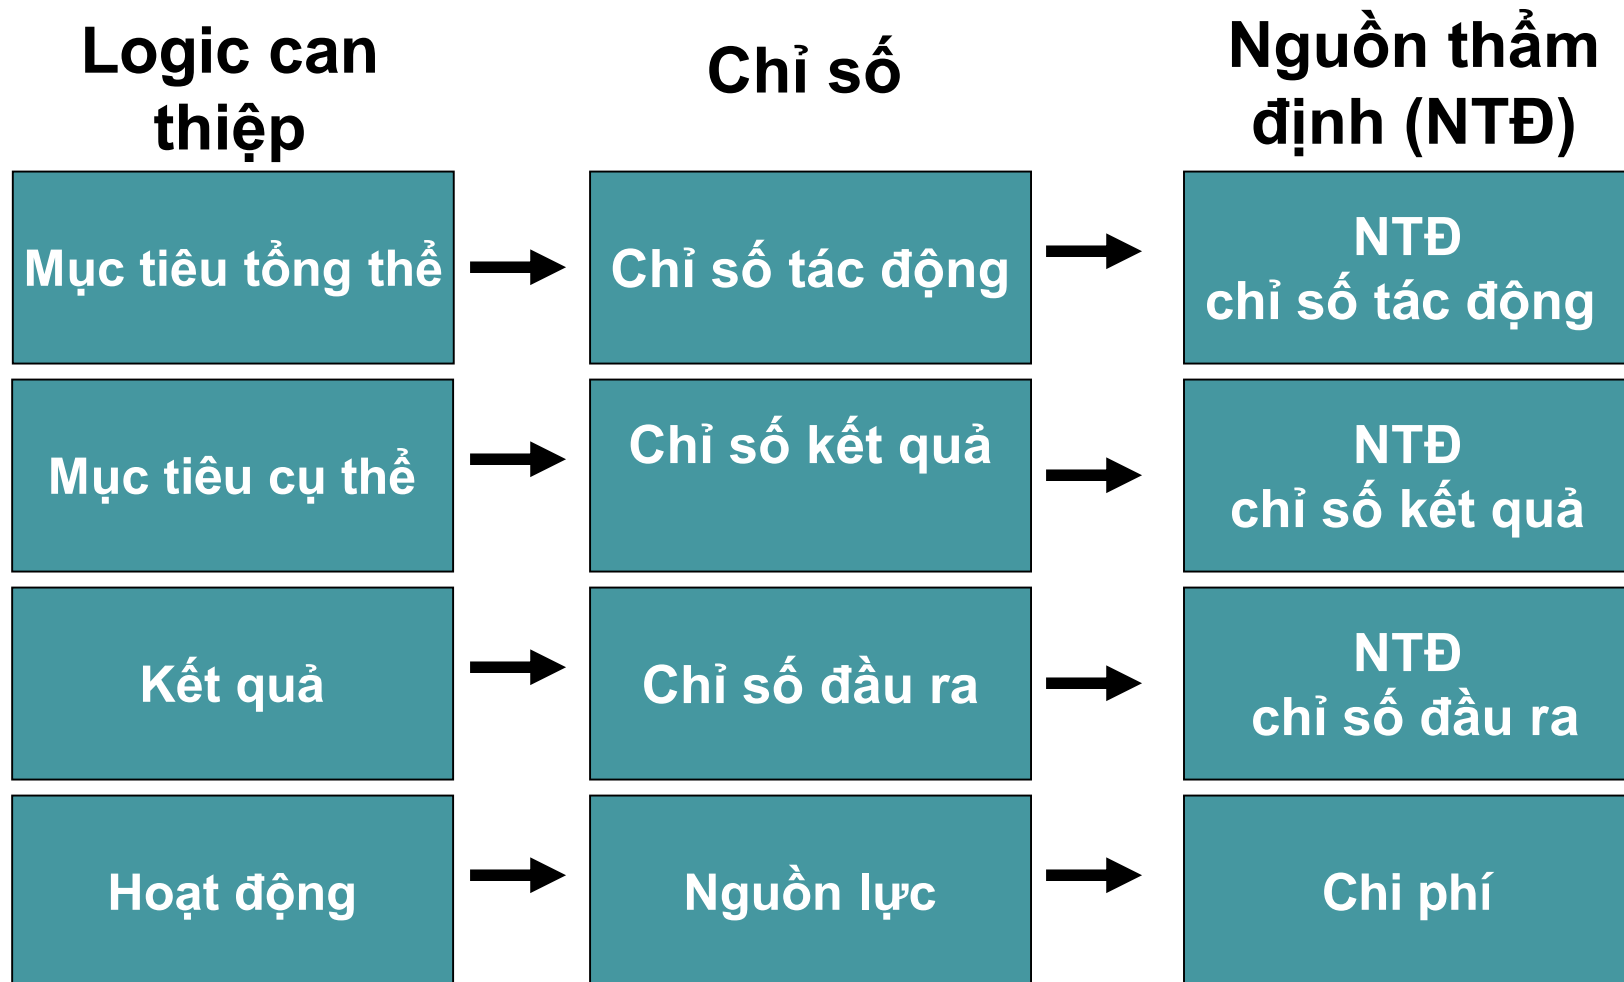 Logic can
thiệp
Chỉ số
Nguồn thẩm
định (NTĐ)
Mục tiêu tổng thể
Chỉ số tác động
NTĐ
chỉ số tác động
Mục tiêu cụ thể
Chỉ số kết quả
NTĐ
chỉ số kết quả
Kết quả
Chỉ số đầu ra
NTĐ
chỉ số đầu ra
Hoạt động
Nguồn lực
Chi phí